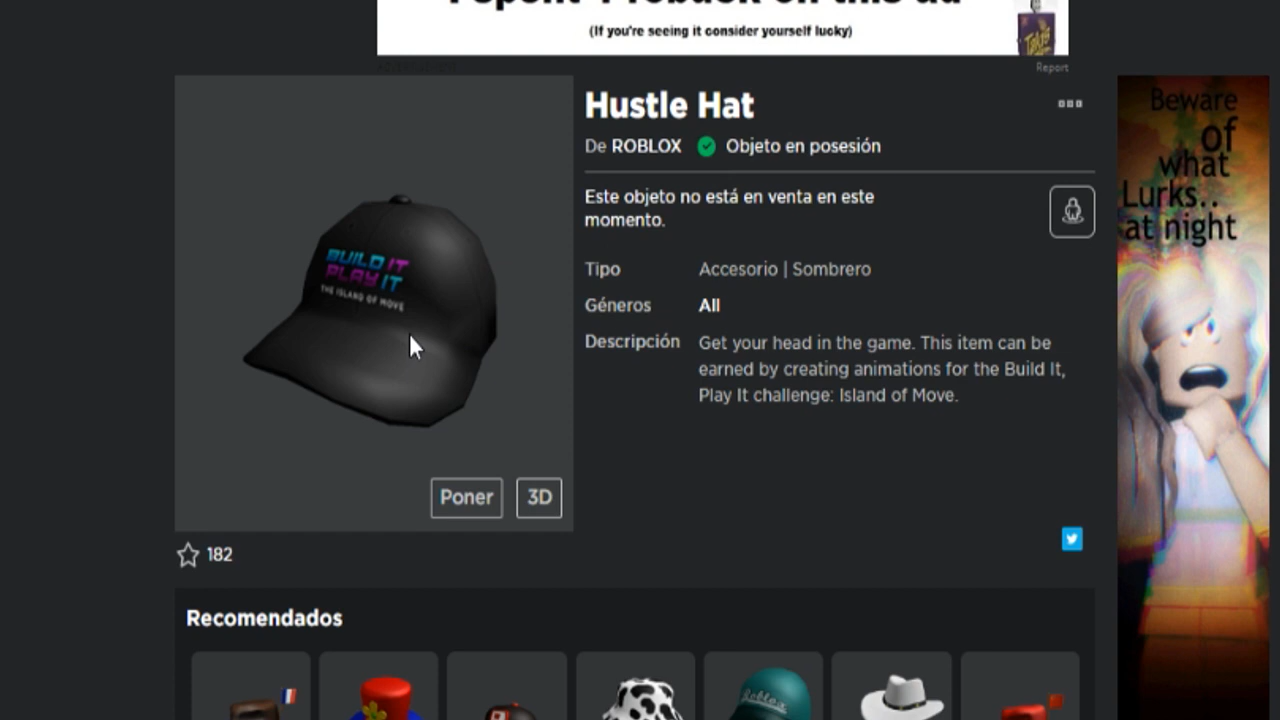 (If you're seeing it consider yourself lucky)
Report
Hustle Hat
De ROBLOX Objeto en posesión
Este objeto no está en venta en este
momento.
Tipo Accesorio | Sombrero
Géneros All
Descripción Get your head in the game. This item can be
earned by creating animations for the Build It,
Play It challenge: Island of Move.
BUILD IT
PLAY IT
THE ISLAND OF MOVE
Poner 3D
182
Recomendados
Roblox
Beware
of
what
Lurks..
at night